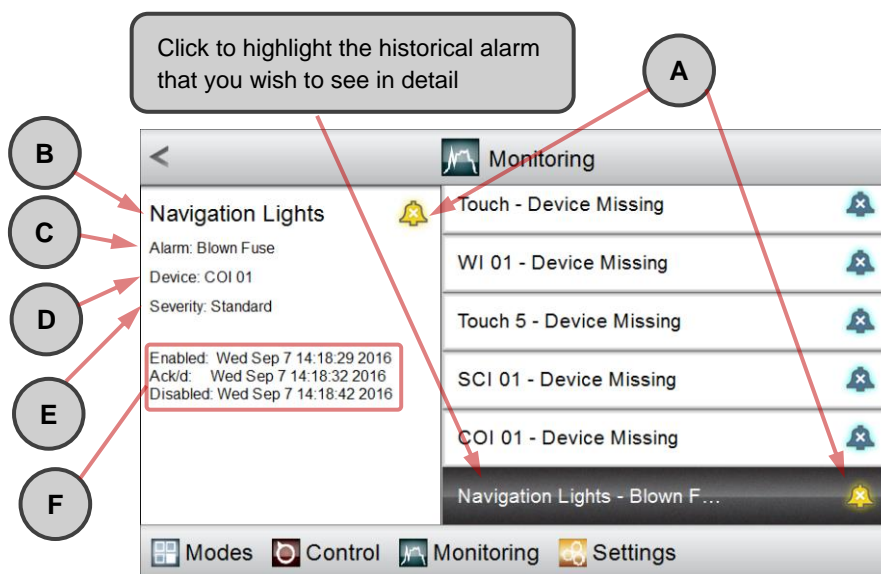 Click to highlight the historical alarm
that you wish to see in detail
A
B
C
D
E
F
<
Monitoring
Navigation Lights
Alarm: Blown Fuse
Device: COI 01
Severity: Standard
Enabled: Wed Sep 7 14:18:29 2016
Ack/d: Wed Sep 7 14:18:32 2016
Disabled: Wed Sep 7 14:18:42 2016
Touch - Device Missing
WI 01 - Device Missing
Touch 5 - Device Missing
SCI 01 - Device Missing
COI 01 - Device Missing
Navigation Lights - Blown F...
Modes Control Monitoring Settings